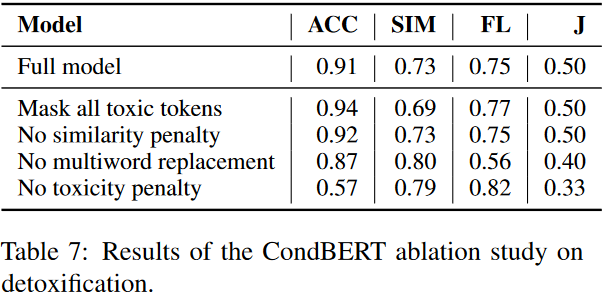 Model ACC SIM FL J
Full model 0.91 0.73 0.75 0.50
Mask all toxic tokens 0.94 0.69 0.77 0.50
No similarity penalty 0.92 0.73 0.75 0.50
No multiword replacement 0.87 0.80 0.56 0.40
No toxicity penalty 0.57 0.79 0.82 0.33
Table 7: Results of the CondBERT ablation study on
detoxification.